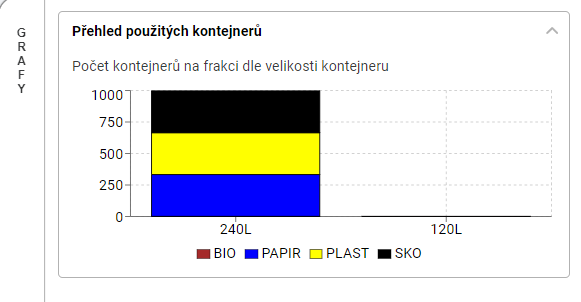 GRAFY
Přehled použitých kontejnerů
Počet kontejnerů na frakci dle velikosti kontejneru
1000
750
500
250
0
240L 120L
BIO PAPIR PLAST SKO